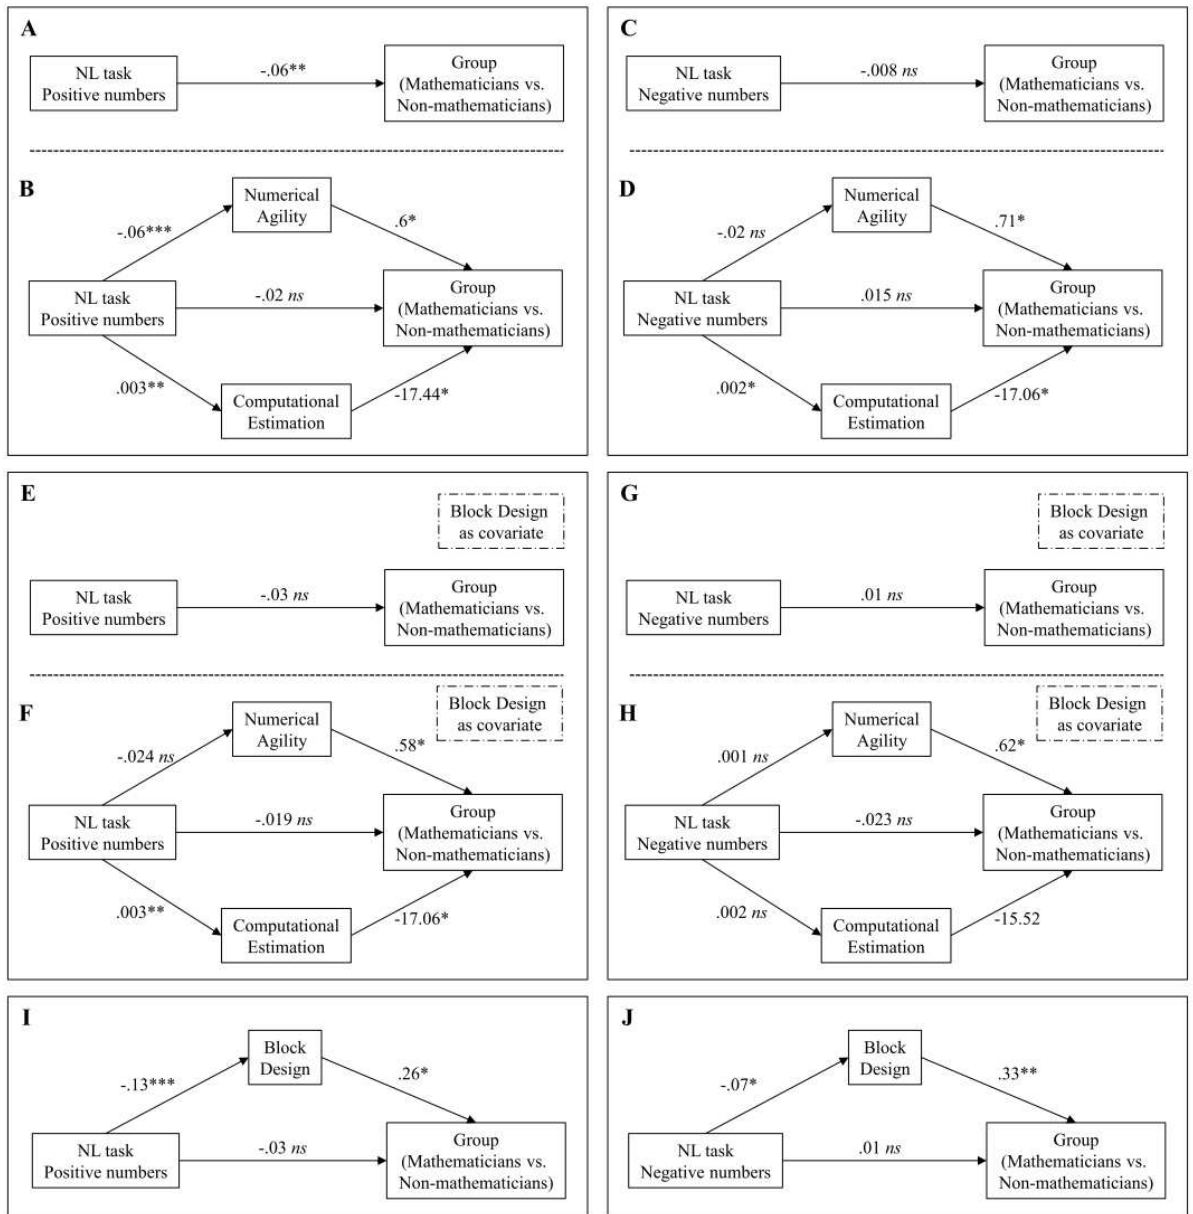 A
NL task
Positive numbers
-.06**
Group
(Mathematicians vs.
Non-mathematicians)
B
Numerical
Agility
-.06***
.6*
NL task
Positive numbers
-.02 ns
Group
(Mathematicians vs.
Non-mathematicians)
.003**
-17.44*
Computational
Estimation
C
NL task
Negative numbers
-.008 ns
Group
(Mathematicians vs.
Non-mathematicians)
D
Numerical
Agility
-.02 ns
.71*
NL task
Negative numbers
.015 ns
Group
(Mathematicians vs.
Non-mathematicians)
.002*
-17.06*
Computational
Estimation
E
Block Design
as covariate
NL task
Positive numbers
-.03 ns
Group
(Mathematicians vs.
Non-mathematicians)
F
Block Design
as covariate
Numerical
Agility
-.024 ns
.58*
NL task
Positive numbers
-.019 ns
Group
(Mathematicians vs.
Non-mathematicians)
.003**
-17.06*
Computational
Estimation
G
Block Design
as covariate
NL task
Negative numbers
.01 ns
Group
(Mathematicians vs.
Non-mathematicians)
H
Block Design
as covariate
Numerical
Agility
.001 ns
.62*
NL task
Negative numbers
-.023 ns
Group
(Mathematicians vs.
Non-mathematicians)
.002 ns
-15.52
Computational
Estimation
I
Block
Design
-.13***
.26*
NL task
Positive numbers
-.03 ns
Group
(Mathematicians vs.
Non-mathematicians)
J
Block
Design
-.07*
.33**
NL task
Negative numbers
.01 ns
Group
(Mathematicians vs.
Non-mathematicians)